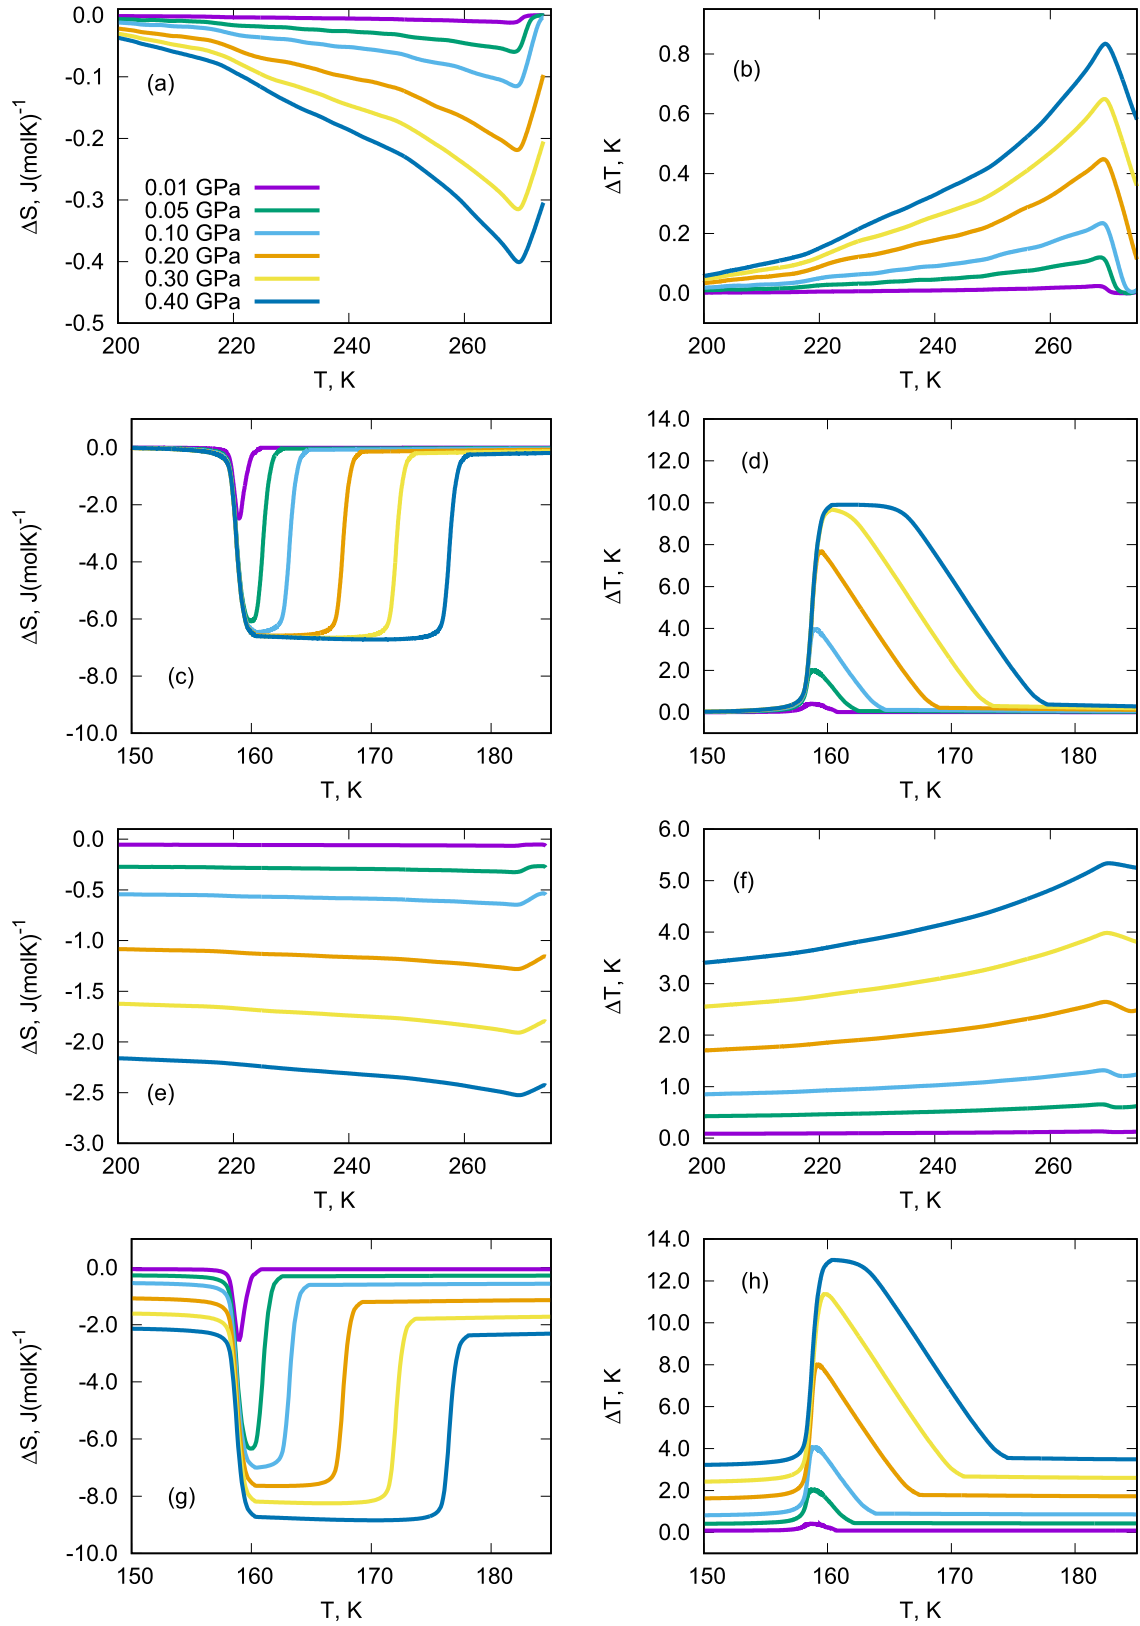 0.0
-0.1
-0.2
-0.3
-0.4
-0.5
ΔS, J(molK)⁻¹
(a)
0.01 GPa
0.05 GPa
0.10 GPa
0.20 GPa
0.30 GPa
0.40 GPa
200 220 240 260
T, K
0.8
0.6
0.4
0.2
0.0
ΔT, K
(b)
200 220 240 260
T, K
0.0
-2.0
-4.0
-6.0
-8.0
-10.0
ΔS, J(molK)⁻¹
(c)
150 160 170 180
T, K
14.0
12.0
10.0
8.0
6.0
4.0
2.0
0.0
ΔT, K
(d)
150 160 170 180
T, K
0.0
-0.5
-1.0
-1.5
-2.0
-2.5
-3.0
ΔS, J(molK)⁻¹
(e)
200 220 240 260
T, K
6.0
5.0
4.0
3.0
2.0
1.0
0.0
ΔT, K
(f)
200 220 240 260
T, K
0.0
-2.0
-4.0
-6.0
-8.0
-10.0
ΔS, J(molK)⁻¹
(g)
150 160 170 180
T, K
14.0
12.0
10.0
8.0
6.0
4.0
2.0
0.0
ΔT, K
(h)
150 160 170 180
T, K